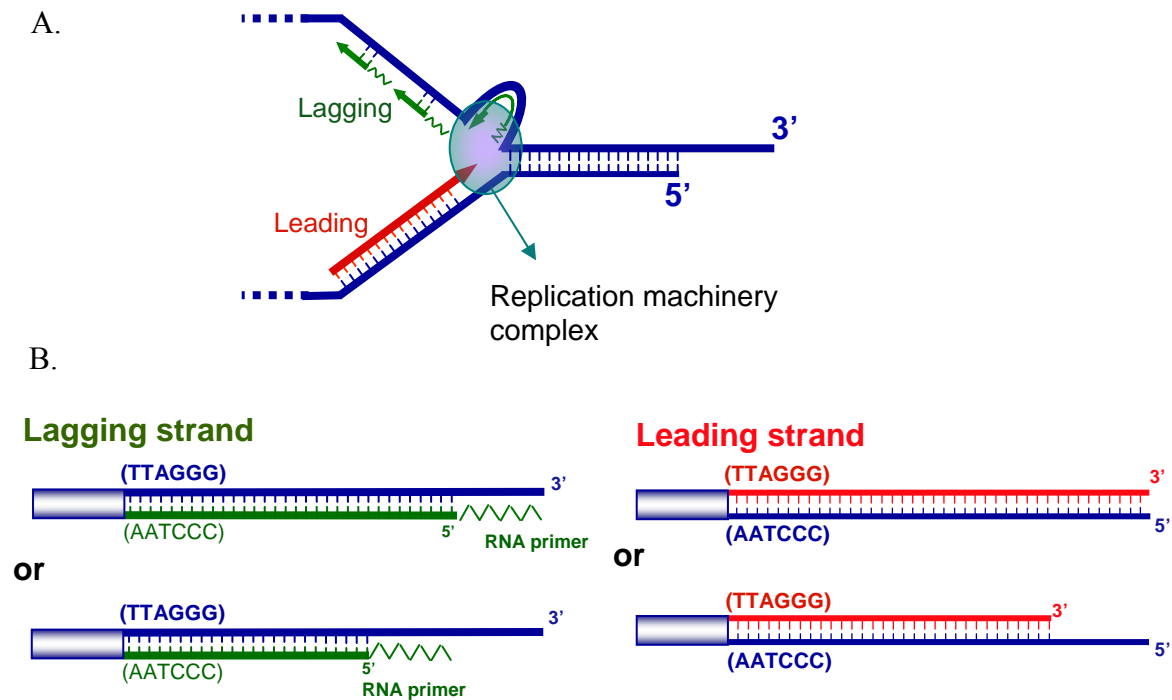 A.
Lagging
3’
5’
Leading
Replication machinery
complex
B.
Lagging strand
(TTAGGG)
3’
(AATCCC)
5’
RNA primer
or
(TTAGGG)
3’
(AATCCC)
5’
RNA primer
Leading strand
(TTAGGG)
3’
(AATCCC)
5’
or
(TTAGGG)
3’
(AATCCC)
5’